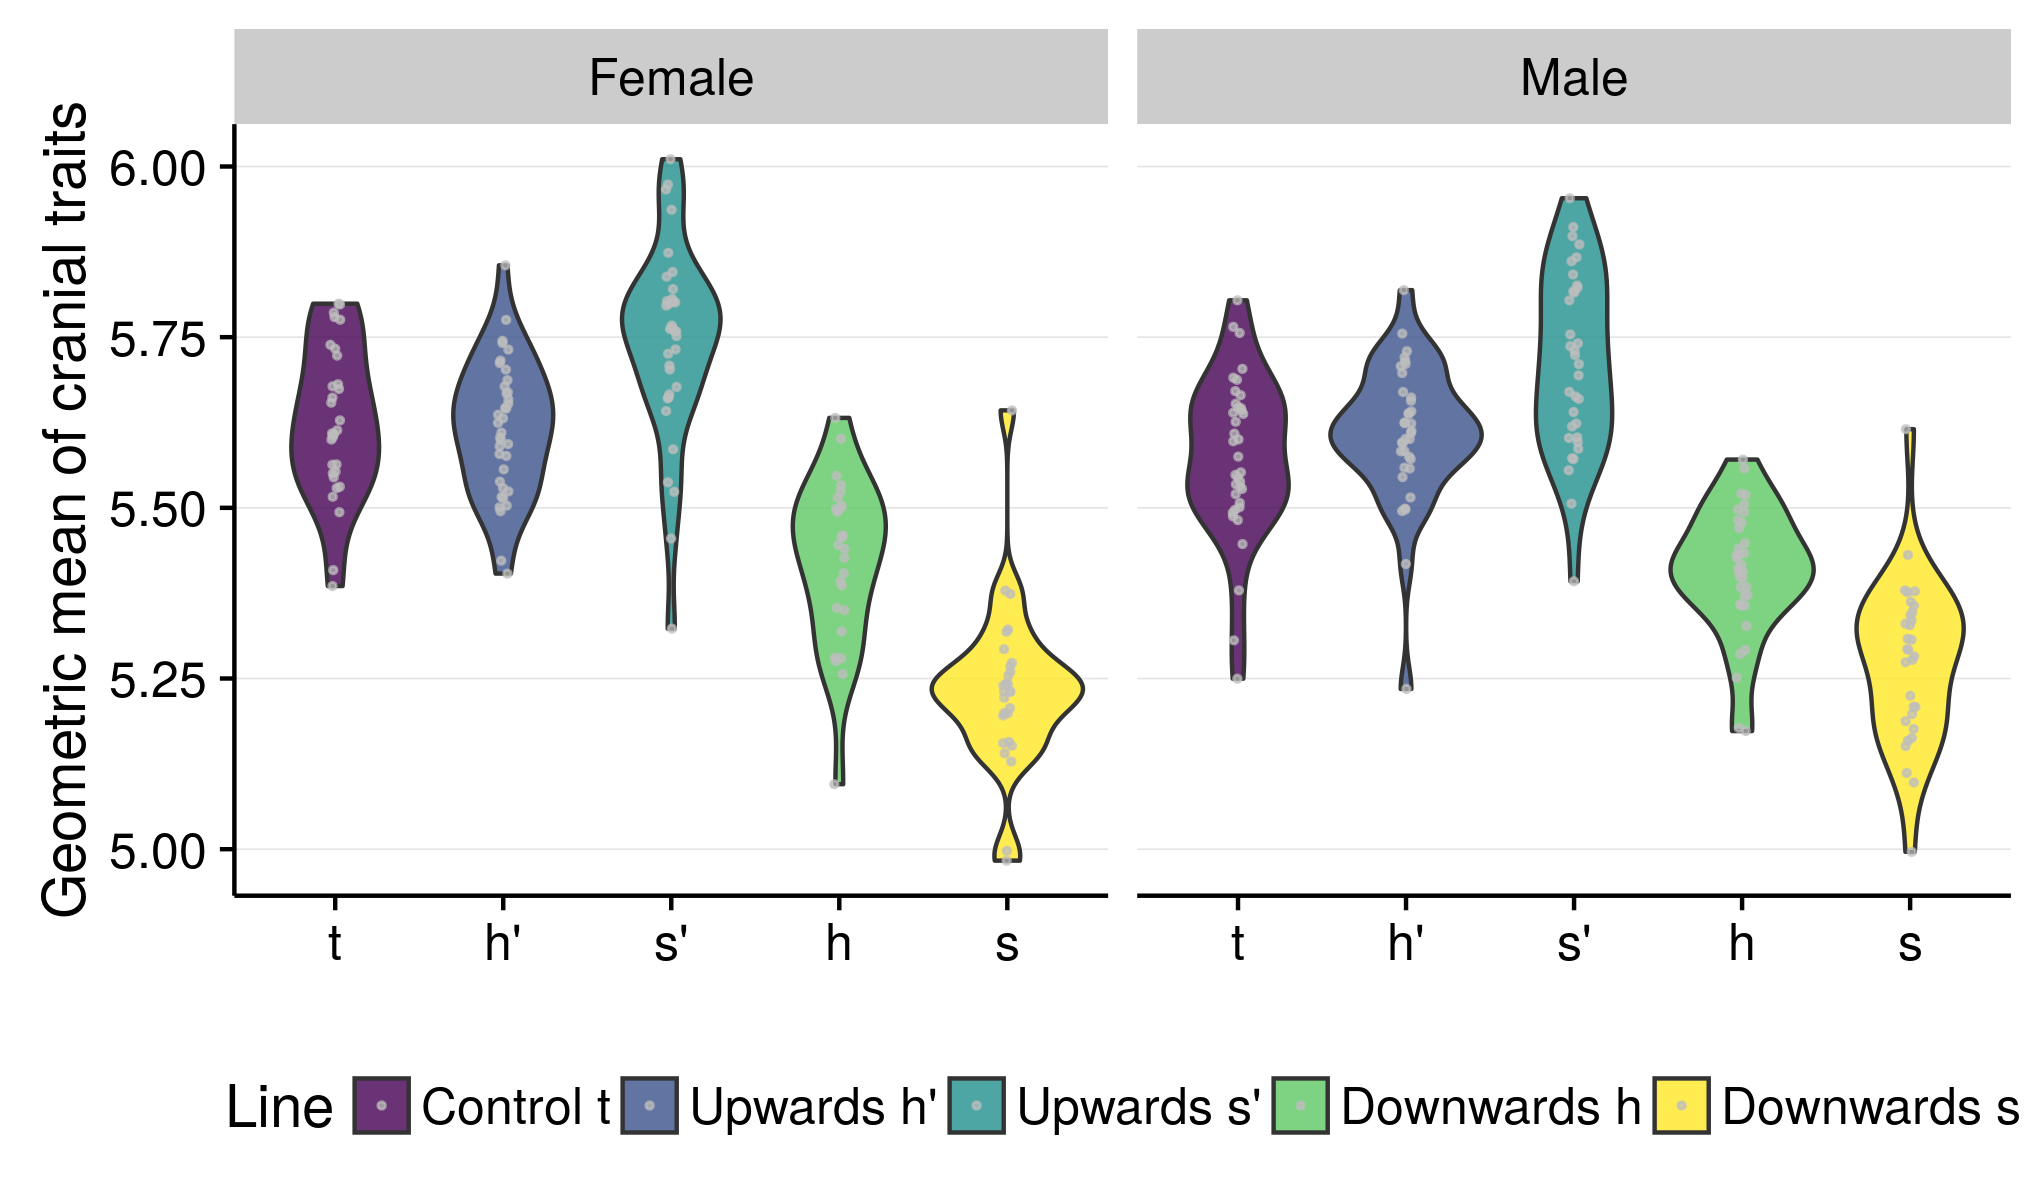 Female
Male
Geometric mean of cranial traits
6.00
5.75
5.50
5.25
5.00
t h' s' h s
t h' s' h s
Line Control t Upwards h' Upwards s' Downwards h Downwards s